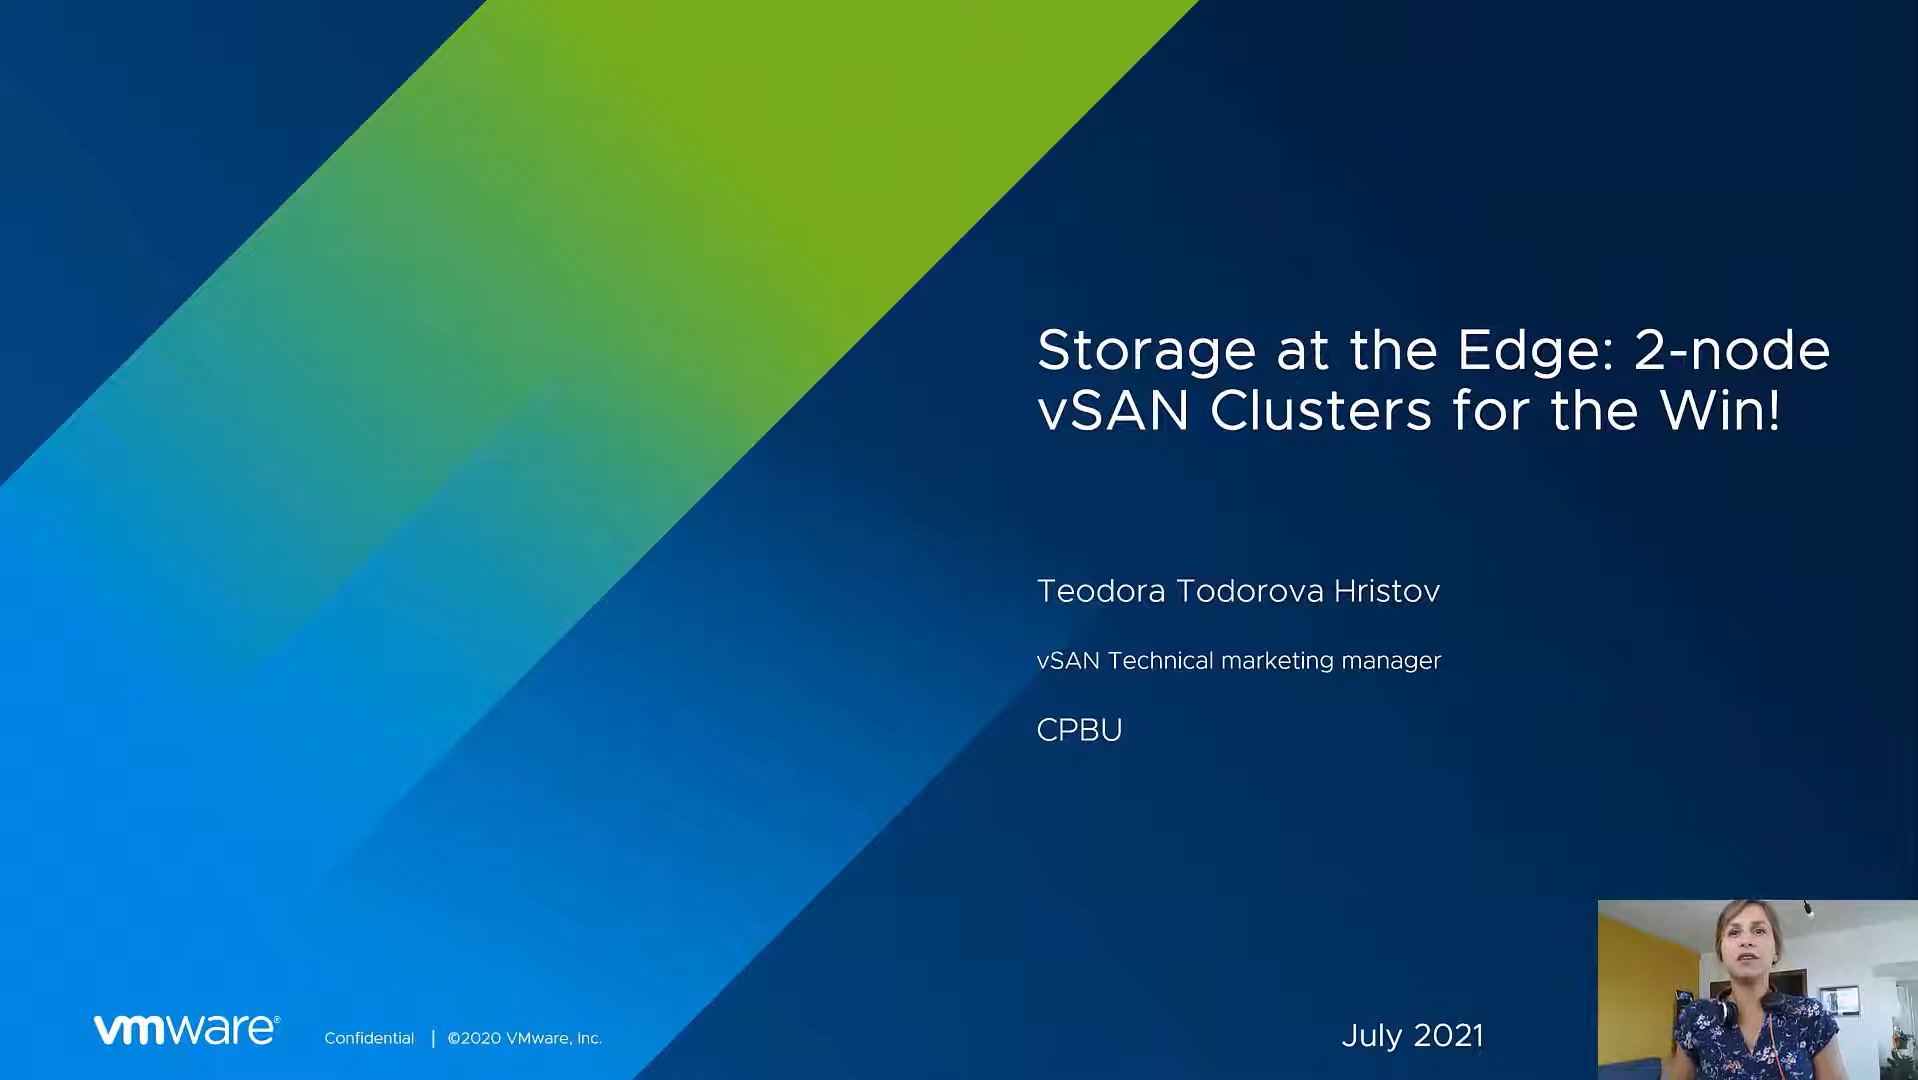 Storage at the Edge: 2-node
vSAN Clusters for the Win!
Teodora Todorova Hristov
vSAN Technical marketing manager
CPBU
vmware®
Confidential | ©2020 VMware, Inc.
July 2021